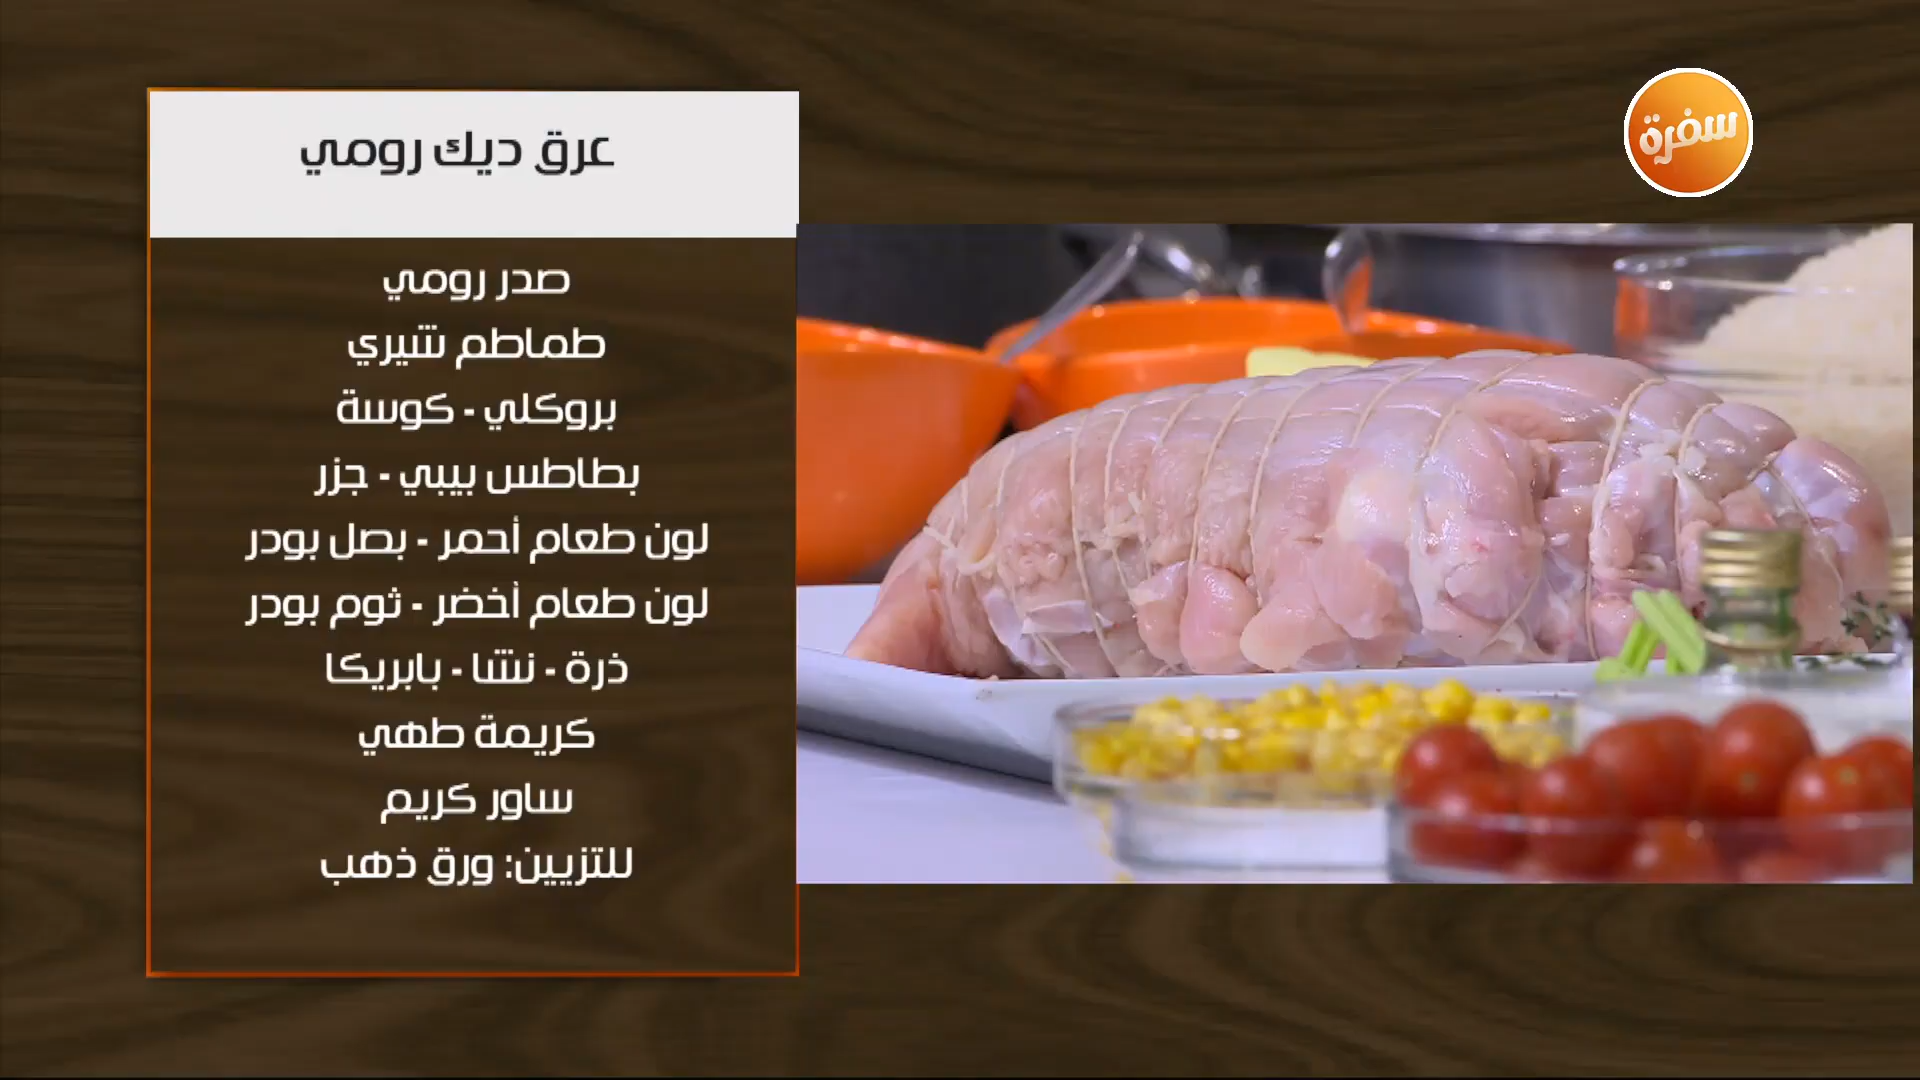 سفرة
عرق ديك رومي
صدر رومي
طماطم شيري
بروكلي - كوسة
بطاطس بيبي - جزر
لون طعام أحمر - بصل بودر
لون طعام أخضر - ثوم بودر
ذرة - نشا - بابريكا
كريمة طهي
ساور كريم
للتزيين: ورق ذهب